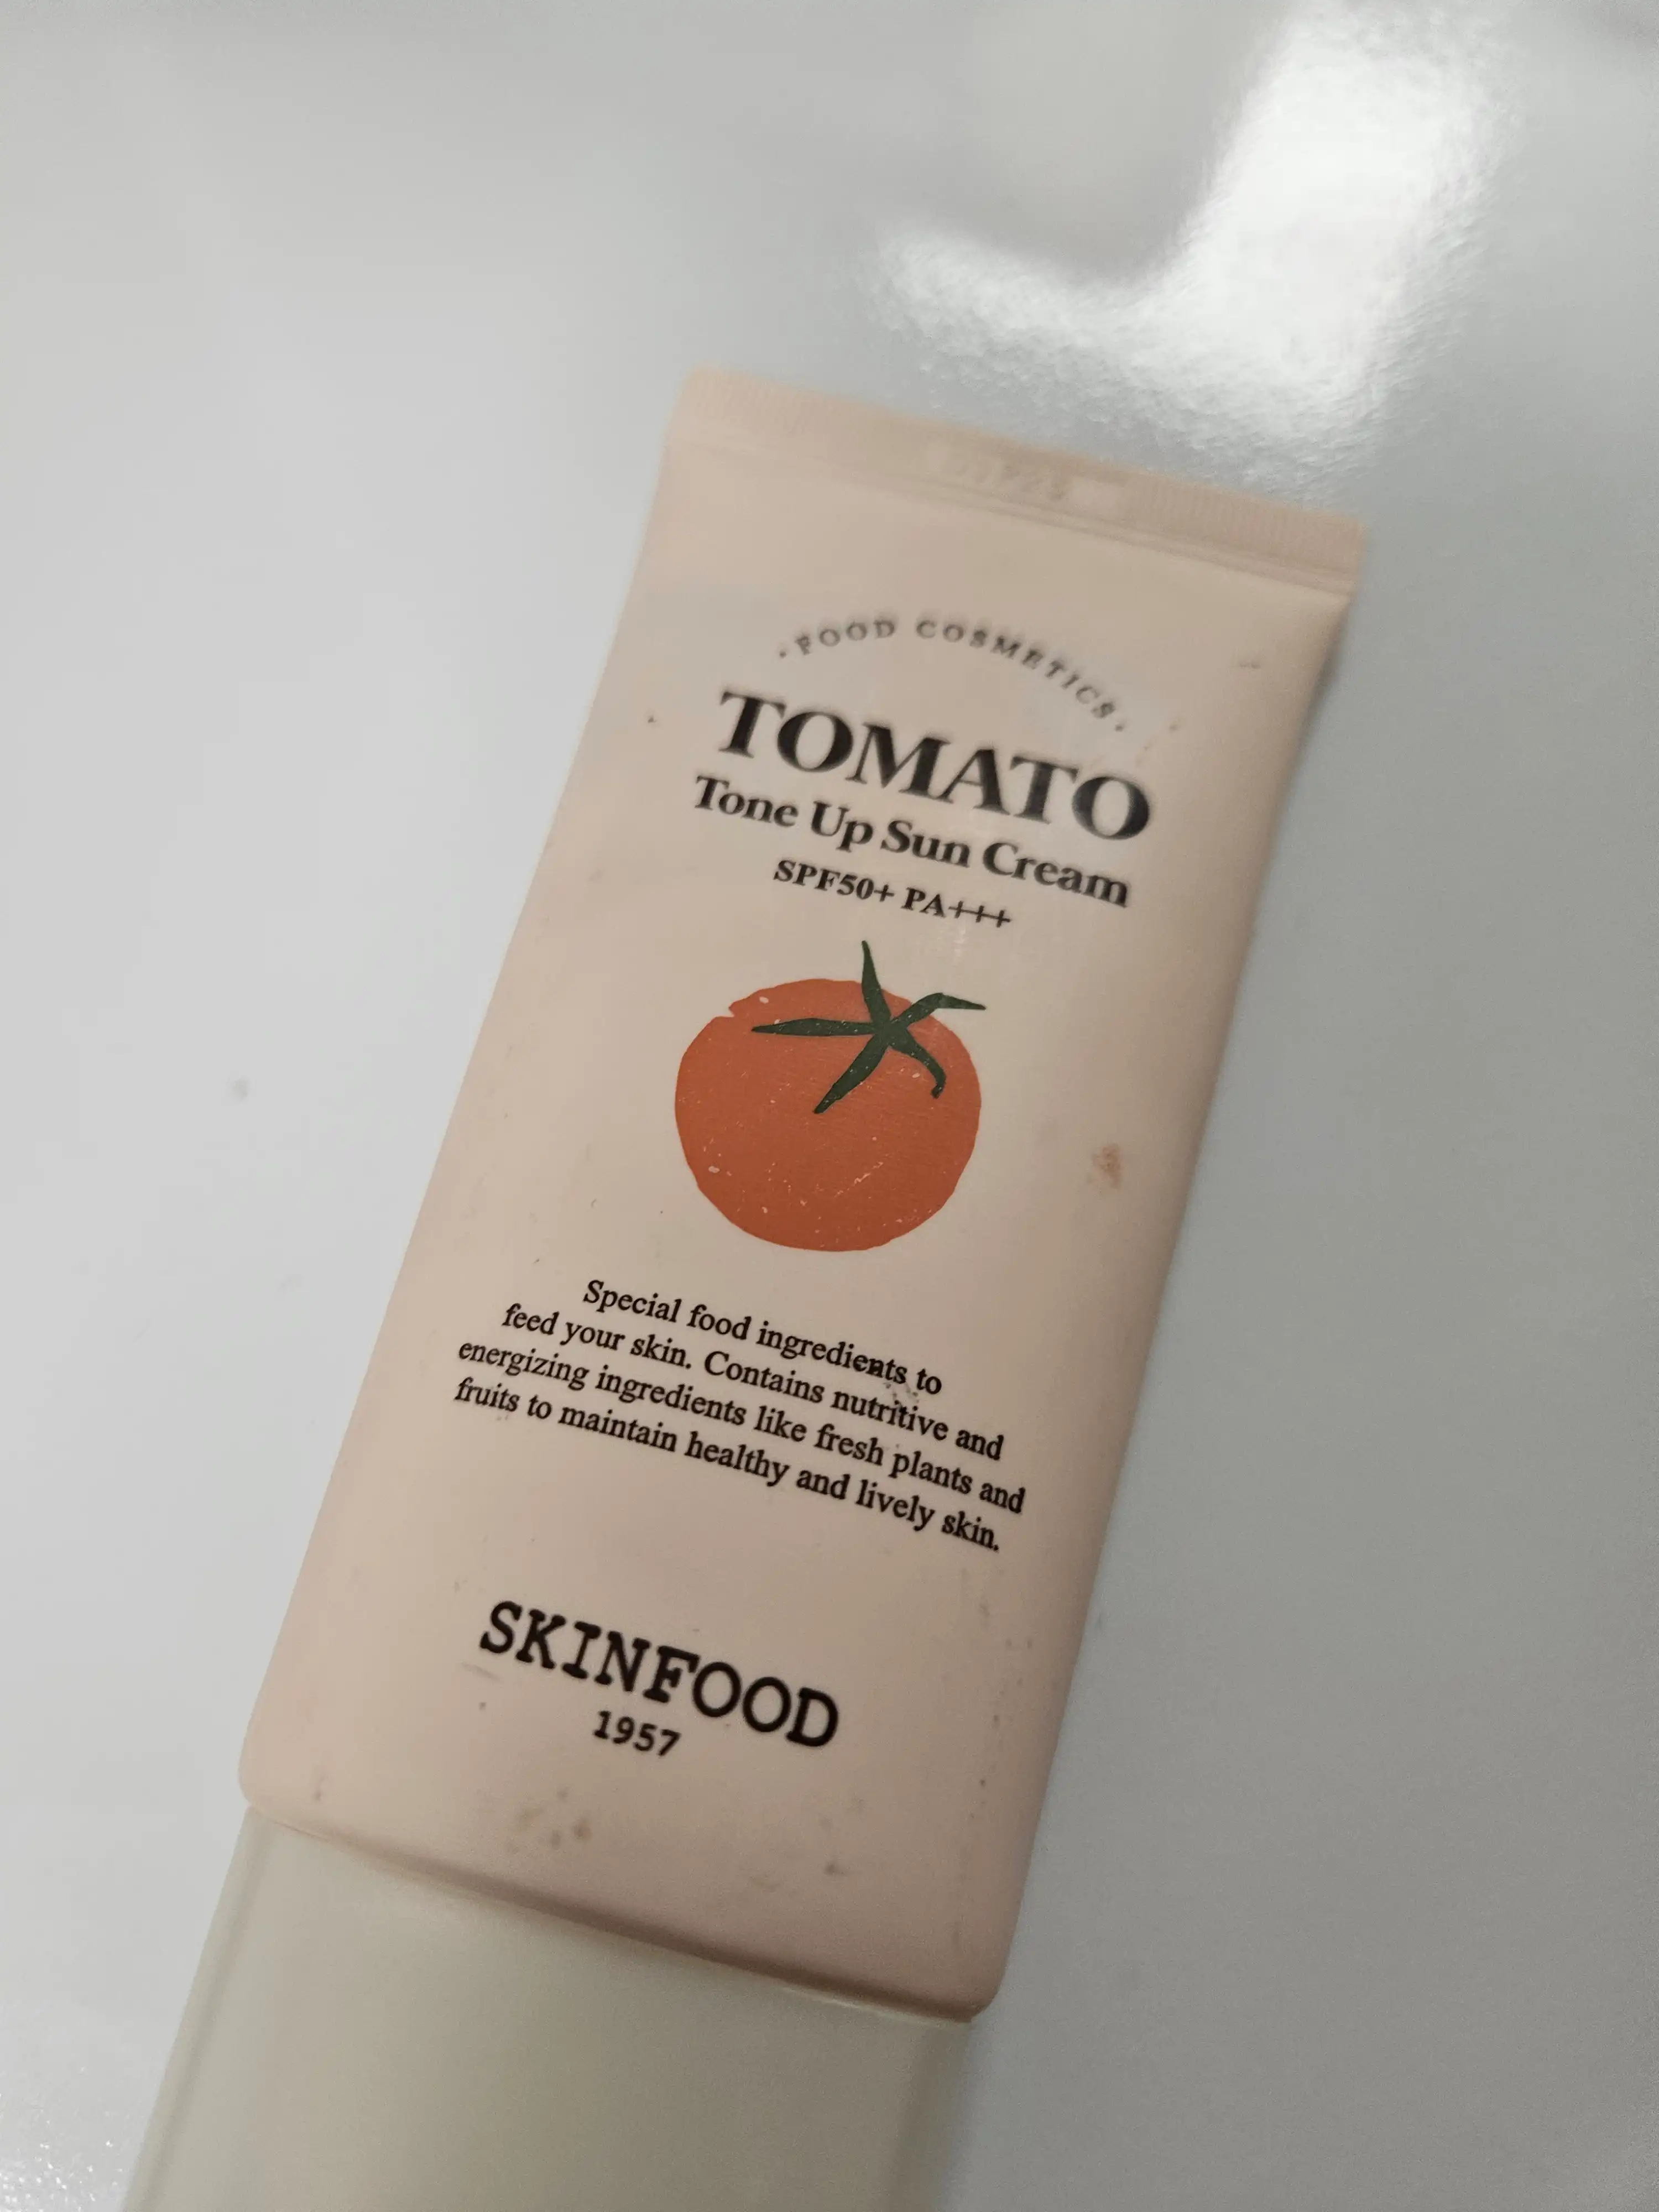 ·FOOD COSMETICS·
TOMATO
Tone Up Sun Cream
SPF50+ PA+++
Special food ingredients to
feed your skin. Contains nutritive and
energizing ingredients like fresh plants and
fruits to maintain healthy and lively skin.
SKINFOOD
1957